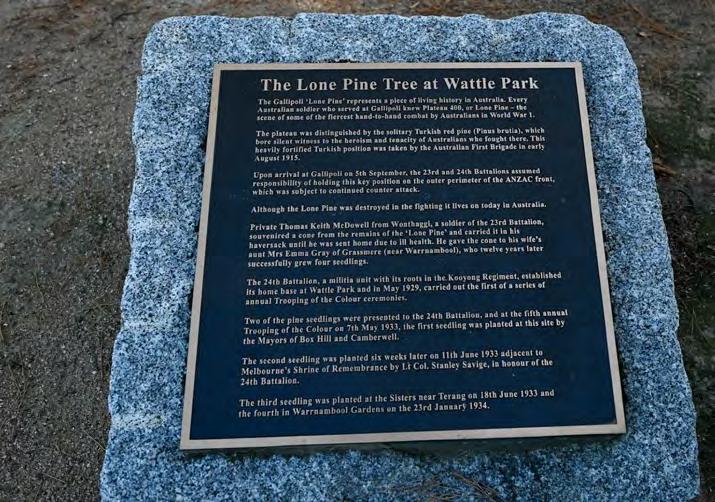 The Lone Pine Tree at Wattle Park
The Gallipoli 'Lone Pine' represents a piece of living history in Australia. Every
Australian soldier who served at Gallipoli knew Plateau 400, or Lone Pine – the
scene of some of the fiercest hand-to-hand combat by Australians in World War 1.
The plateau was distinguished by the solitary Turkish red pine (Pinus brutia), which
bore silent witness to the heroism and tenacity of Australians who fought there. This
heavily fortified Turkish position was taken by the Australian First Brigade in early
August 1915.
Upon arrival at Gallipoli on 5th September, the 23rd and 24th Battalions assumed
responsibility of holding this key position on the outer perimeter of the ANZAC front,
which was subject to continued counter attack.
Although the Lone Pine was destroyed in the fighting it lives on today in Australia.
Private Thomas Keith McDowell from Wonthaggi, a soldier of the 23rd Battalion,
souvenired a cone from the remains of the 'Lone Pine' and carried it in his
haversack until he was sent home due to ill health. He gave the cone to his wife's
aunt Mrs Emma Gray of Grassmere (near Warrnambool), who twelve years later
successfully grew four seedlings.
The 24th Battalion, a militia unit with its roots in the Kooyong Regiment, established
its home base at Wattle Park and in May 1929, carried out the first of a series of
annual Trooping of the Colour ceremonies.
Two of the pine seedlings were presented to the 24th Battalion, and at the fifth annual
Trooping of the Colour on 7th May 1933, the first seedling was planted at this site by
the Mayors of Box Hill and Camberwell.
The second seedling was planted six weeks later on 11th June 1933 adjacent to
Melbourne's Shrine of Remembrance by Lt Col. Stanley Savige, in honour of the
24th Battalion.
The third seedling was planted at the Sisters near Terang on 18th June 1933 and
the fourth in Warrnambool Gardens on the 23rd January 1934.